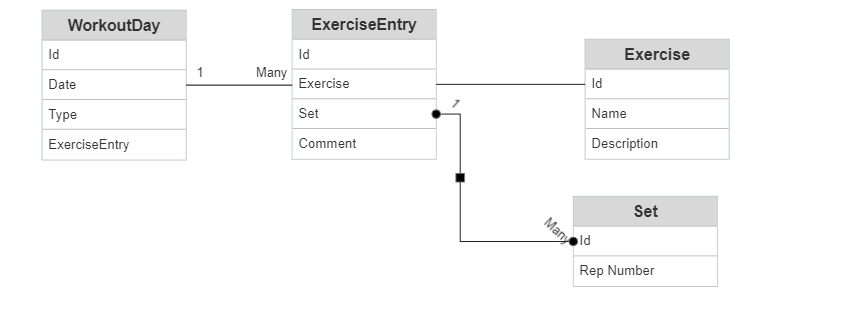 WorkoutDay
Id
Date
Type
ExerciseEntry
1
Many
ExerciseEntry
Id
Exercise
Set
Comment
1
Many
Exercise
Id
Name
Description
Set
Id
Rep Number